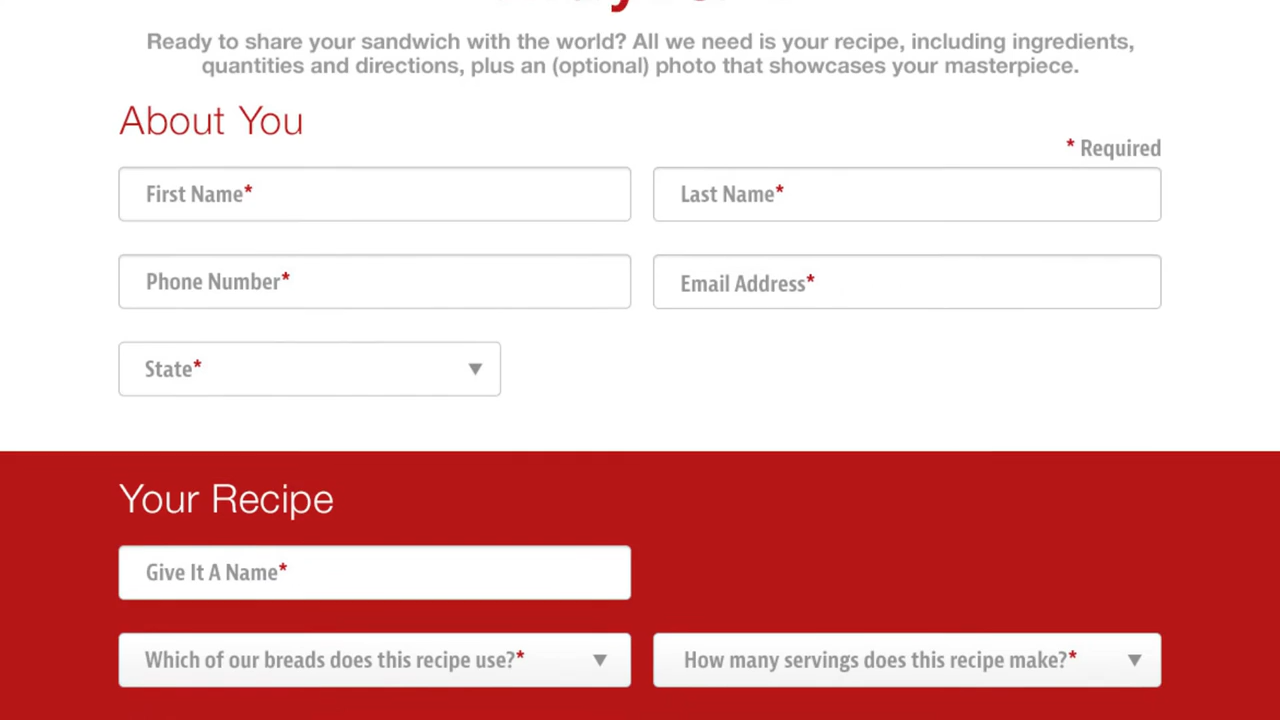 Ready to share your sandwich with the world? All we need is your recipe, including ingredients,
quantities and directions, plus an (optional) photo that showcases your masterpiece.
About You
* Required
First Name*
Last Name*
Phone Number*
Email Address*
State*
Your Recipe
Give It A Name*
Which of our breads does this recipe use?*
How many servings does this recipe make?*